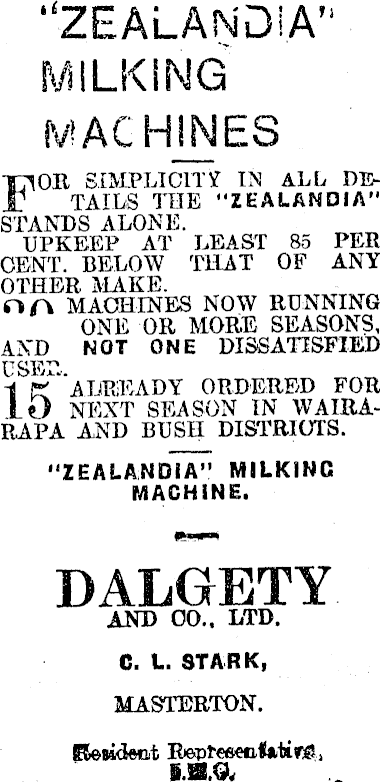 "ZEALANDIA"
MILKING
MACHINES
FOR SIMPLICITY IN ALL DE-
TAILS THE "ZEALANDIA"
STANDS ALONE.
UPKEEP AT LEAST 85 PER
CENT. BELOW THAT OF ANY
OTHER MAKE.
MACHINES NOW RUNNING
ONE OR MORE SEASONS,
AND NOT ONE DISSATISFIED
USER.
15 ALREADY ORDERED FOR
NEXT SEASON IN WAIRA-
RAPA AND BUSH DISTRICTS.
"ZEALANDIA" MILKING
MACHINE.
DALGETY
AND CO., LTD.
C. L. STARK,
MASTERTON.
Resident Representative,